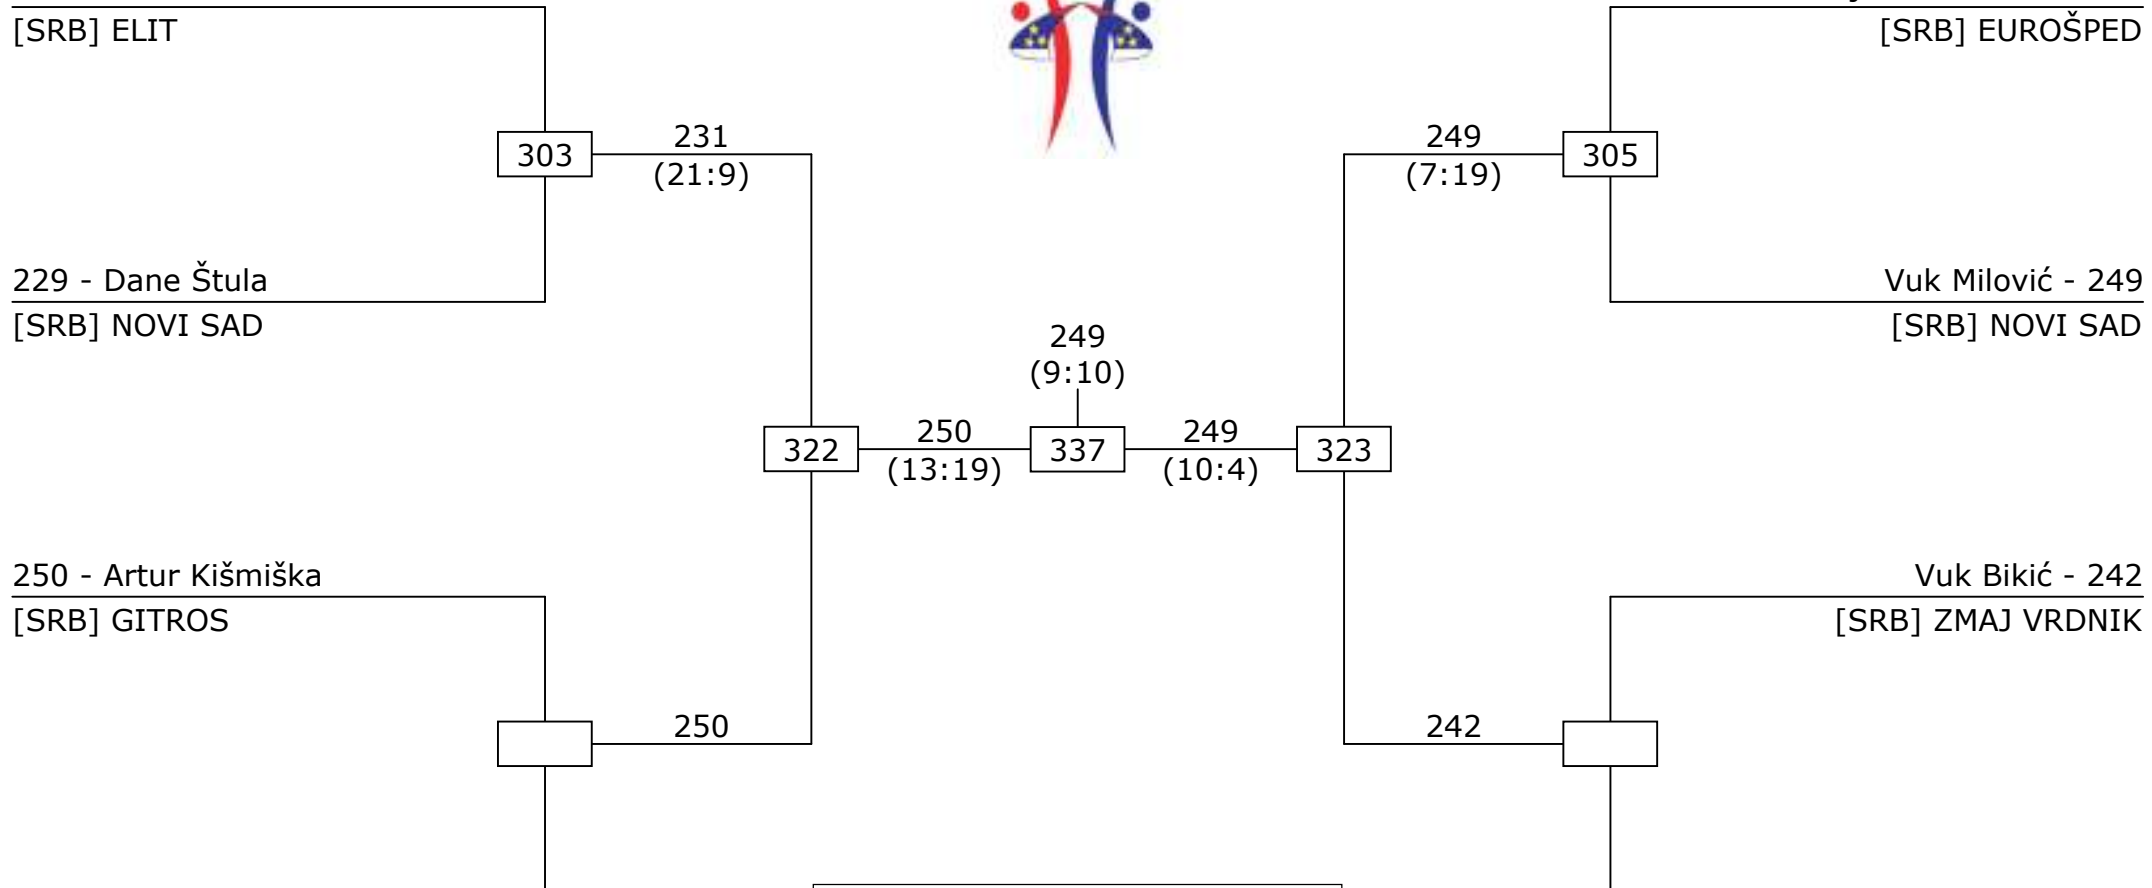 [SRB] ELIT
[SRB] EUROŠPED
303
231
(21:9)
249
(7:19)
305
229 - Dane Štula
[SRB] NOVI SAD
Vuk Milović - 249
[SRB] NOVI SAD
249
(9:10)
322
250
(13:19)
337
249
(10:4)
323
250 - Artur Kišmiška
[SRB] GITROS
Vuk Bikić - 242
[SRB] ZMAJ VRDNIK
250
242